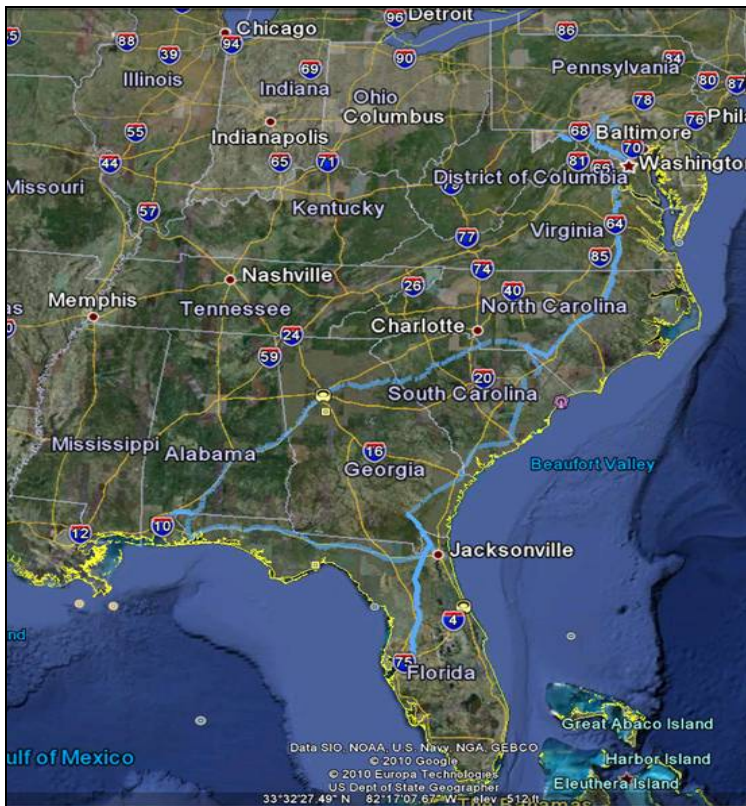 96 Detroit
Chicago
94
86
88
39
90
84
Pennsylvania
69
Illinois
Indiana
80
87
Ohio
78
Columbus
76
Indianapolis
55
68 Baltimore
70
44
65
71
81
Washington
District of Columbia
Missouri
57
Kentucky
64
Virginia
77
85
74
Nashville
26
40
Memphis
Tennessee
North Carolina
24
Charlotte
59
20
South Carolina
Mississippi
Alabama
16
Georgia
Beaufort Valley
12
10
Jacksonville
4
75
Florida
Great Abaco Island
Data SIO, NOAA, U.S. Navy, NGA, GEBCO
© 2010 Google
© 2010 Europa Technologies
US Dept of State Geographer
Harbor Island
Eleuthera Island
33°32'27.49" N 82°17'07.67" W elev 512 ft